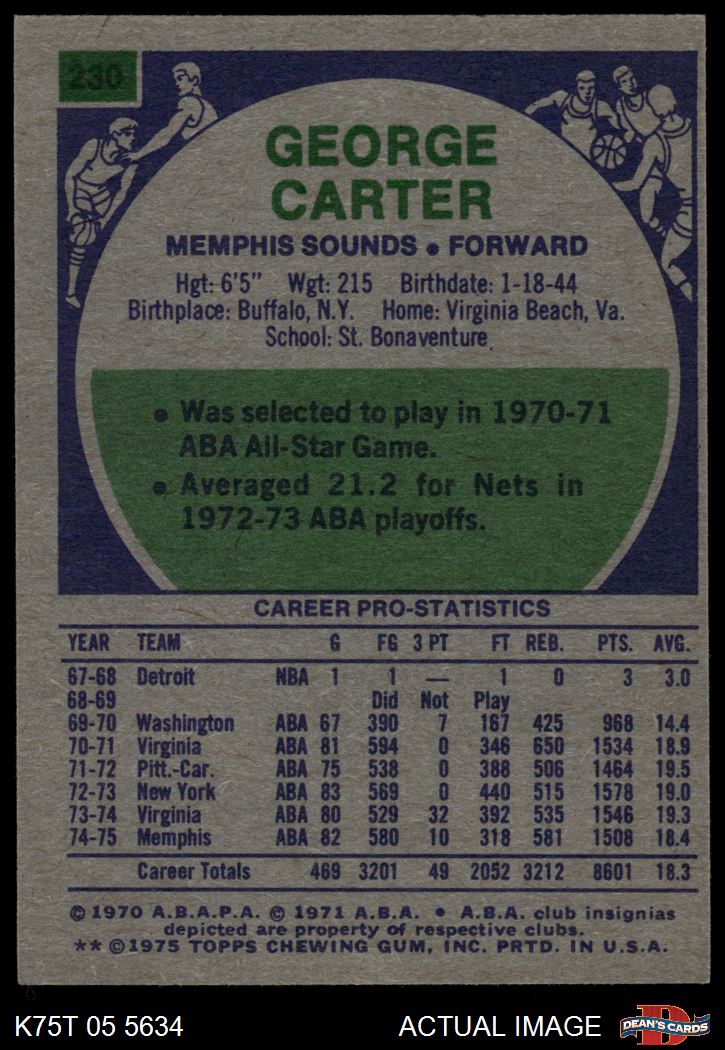 230
GEORGE
CARTER
MEMPHIS SOUNDS • FORWARD
Hgt: 6'5" Wgt: 215 Birthdate: 1-18-44
Birthplace: Buffalo, N.Y. Home: Virginia Beach, Va.
School: St. Bonaventure
• Was selected to play in 1970-71
ABA All-Star Game.
• Averaged 21.2 for Nets in
1972-73 ABA playoffs.
CAREER PRO-STATISTICS
YEAR TEAM G FG 3 PT FT REB. PTS. AVG.
67-68 Detroit NBA 1 1 — 1 0 3 3.0
68-69 Did Not Play
69-70 Washington ABA 67 390 7 167 425 968 14.4
70-71 Virginia ABA 81 594 0 346 650 1534 18.9
71-72 Pitt.-Car. ABA 75 538 0 388 506 1464 19.5
72-73 New York ABA 83 569 0 440 515 1578 19.0
73-74 Virginia ABA 80 529 32 392 535 1546 19.3
74-75 Memphis ABA 82 580 10 318 581 1508 18.4
Career Totals 469 3201 49 2052 3212 8601 18.3
© 1970 A.B.A.P.A. © 1971 A.B.A. • A.B.A. club insignias
depicted are property of respective clubs.
** © 1975 TOPPS CHEWING GUM, INC. PRTD. IN U.S.A.
K75T 05 5634 ACTUAL IMAGE
D
DEAN'S CARDS